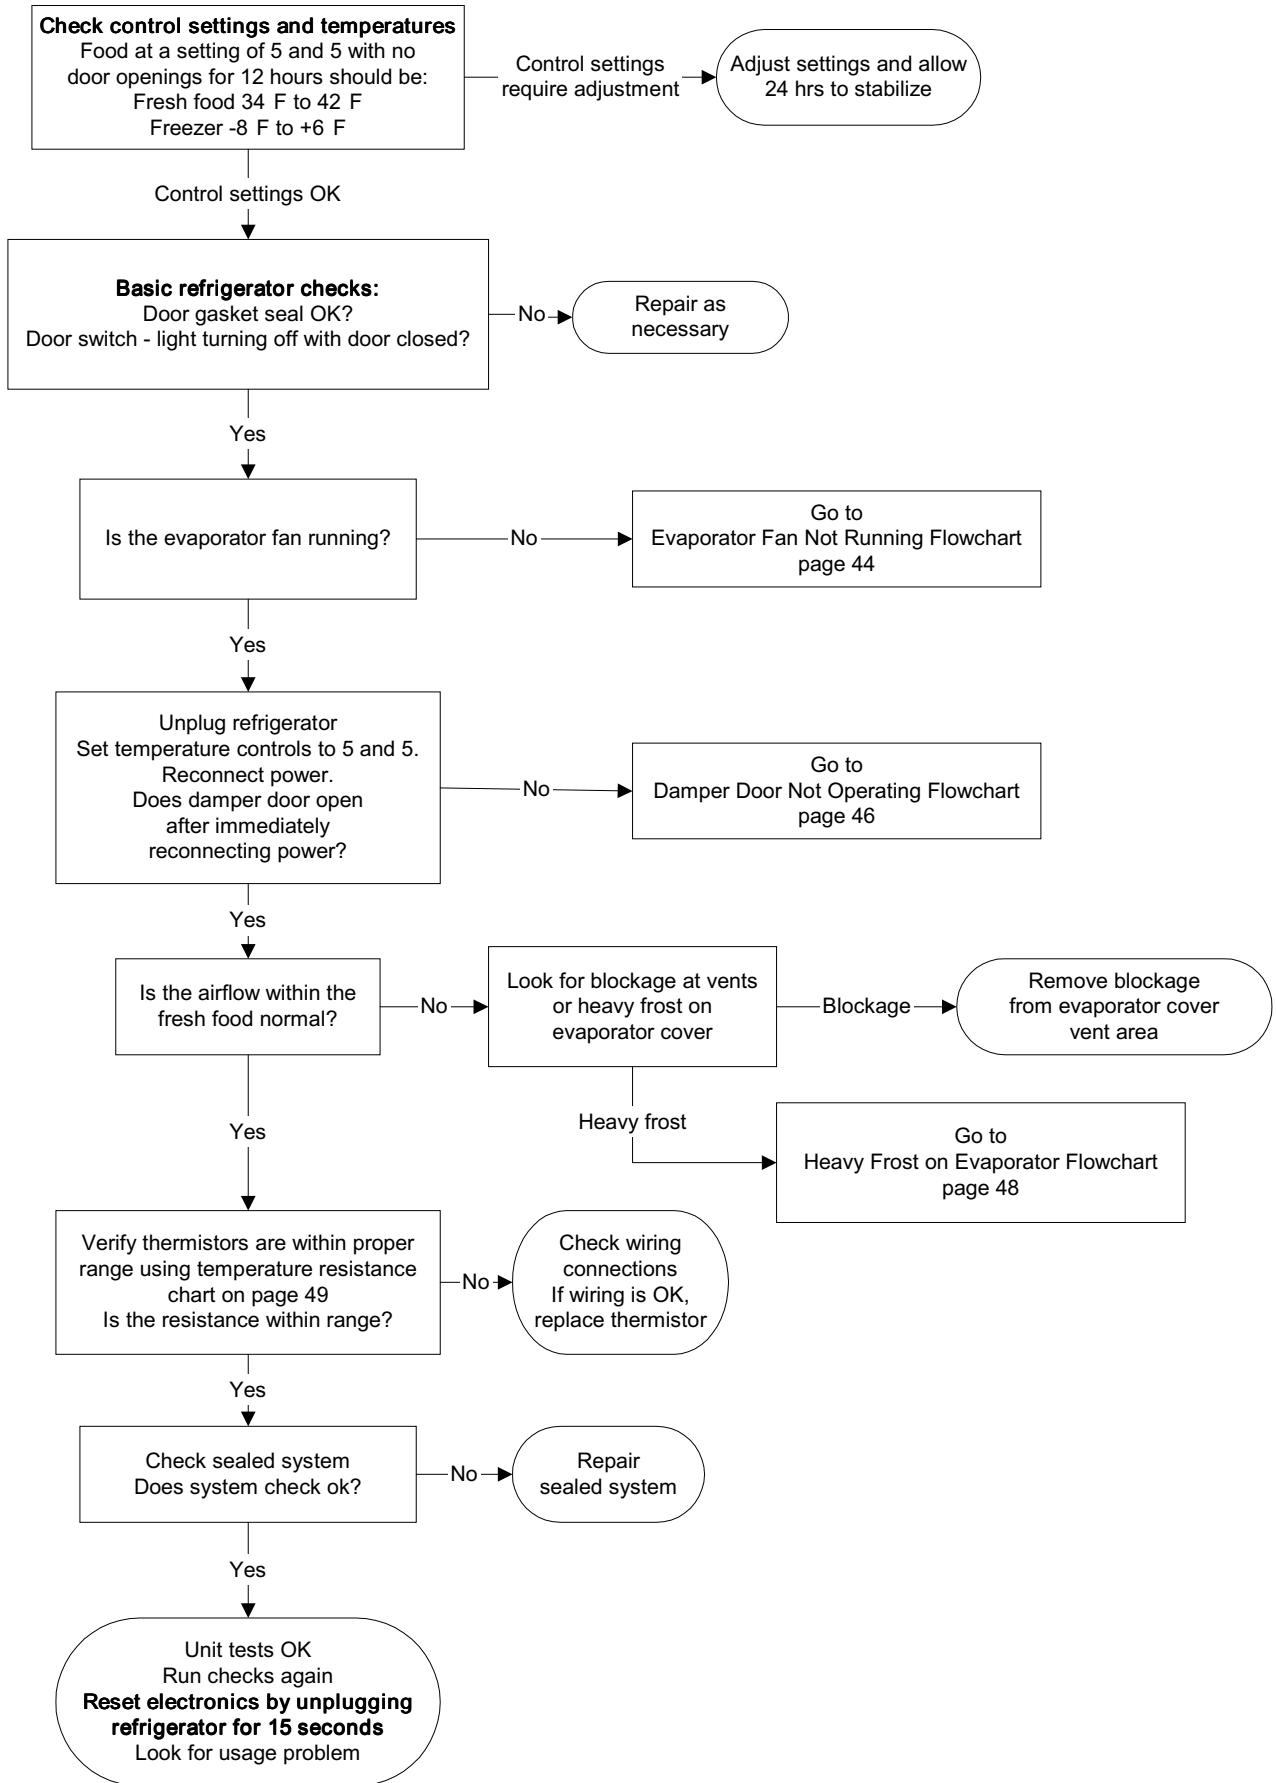 Check control settings and temperatures
Food at a setting of 5 and 5 with no
door openings for 12 hours should be:
Fresh food 34 F to 42 F
Freezer -8 F to +6 F
Control settings
require adjustment
Adjust settings and allow
24 hrs to stabilize
Control settings OK
Basic refrigerator checks:
Door gasket seal OK?
Door switch - light turning off with door closed?
No
Repair as
necessary
Yes
Is the evaporator fan running?
No
Go to
Evaporator Fan Not Running Flowchart
page 44
Yes
Unplug refrigerator
Set temperature controls to 5 and 5.
Reconnect power.
Does damper door open
after immediately
reconnecting power?
No
Go to
Damper Door Not Operating Flowchart
page 46
Yes
Is the airflow within the
fresh food normal?
No
Look for blockage at vents
or heavy frost on
evaporator cover
Blockage
Remove blockage
from evaporator cover
vent area
Heavy frost
Go to
Heavy Frost on Evaporator Flowchart
page 48
Yes
Verify thermistors are within proper
range using temperature resistance
chart on page 49
Is the resistance within range?
No
Check wiring
connections
If wiring is OK,
replace thermistor
Yes
Check sealed system
Does system check ok?
No
Repair
sealed system
Yes
Unit tests OK
Run checks again
Reset electronics by unplugging
refrigerator for 15 seconds
Look for usage problem